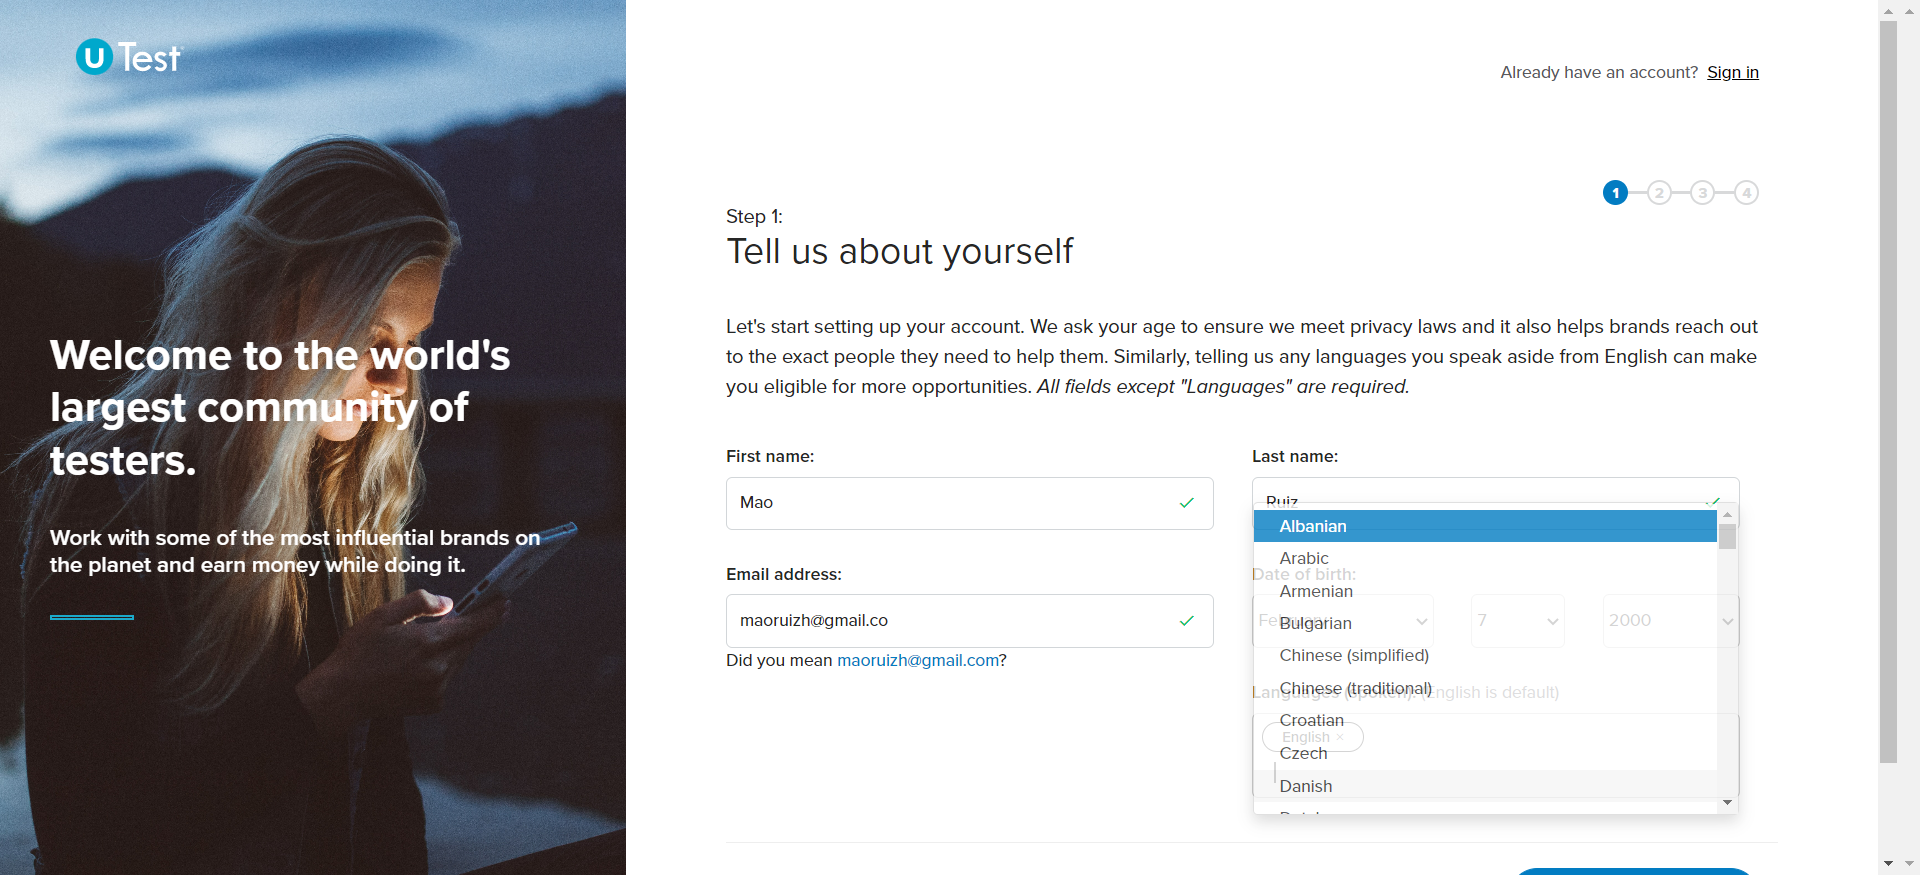 U Test
Already have an account? Sign in
1 2 3 4
Step 1:
Tell us about yourself
Let's start setting up your account. We ask your age to ensure we meet privacy laws and it also helps brands reach out
to the exact people they need to help them. Similarly, telling us any languages you speak aside from English can make
you eligible for more opportunities. All fields except "Languages" are required.
Welcome to the world's
largest community of
testers.
Work with some of the most influential brands on
the planet and earn money while doing it.
First name:
Mao
Last name:
Ruiz
Email address:
maoruizh@gmail.co
Did you mean maoruizh@gmail.com?
Date of birth:
7
2000
Languages (spoken): (English is default)
English ×
Albanian
Arabic
Armenian
Bulgarian
Chinese (simplified)
Chinese (traditional)
Croatian
Czech
Danish